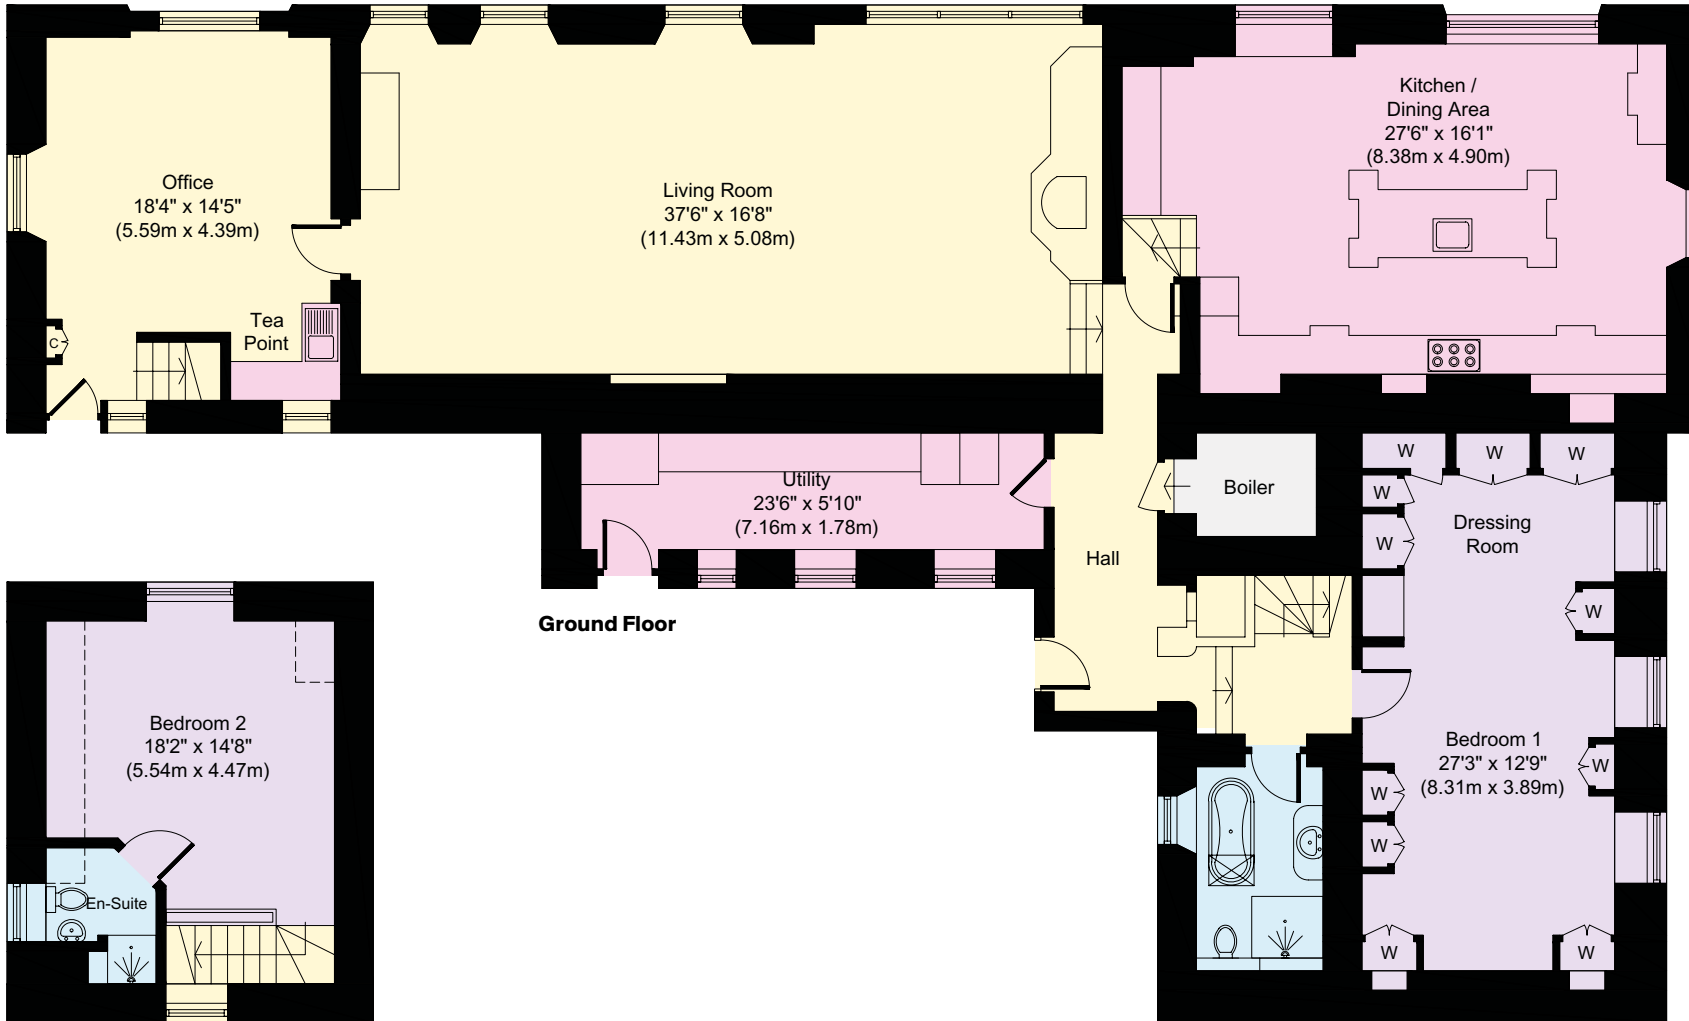 Office
18'4" x 14'5"
(5.59m x 4.39m)
Tea
Point
C
Living Room
37'6" x 16'8"
(11.43m x 5.08m)
Kitchen /
Dining Area
27'6" x 16'1"
(8.38m x 4.90m)
Utility
23'6" x 5'10"
(7.16m x 1.78m)
Hall
Boiler
W
W
W
W
W
Dressing
Room
W
Bedroom 1
27'3" x 12'9"
(8.31m x 3.89m)
W
W
W
W
W
Ground Floor
Bedroom 2
18'2" x 14'8"
(5.54m x 4.47m)
En-Suite